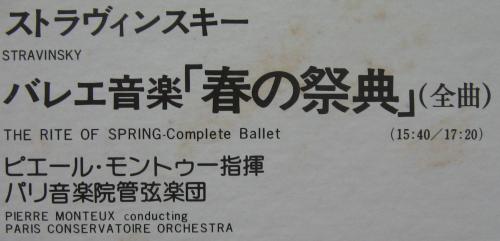 ストラヴィンスキー
STRAVINSKY
バレエ音楽「春の祭典」(全曲)
THE RITE OF SPRING-Complete Ballet (15:40/17:20)
ピエール・モントゥー指揮
パリ音楽院管弦楽団
PIERRE MONTEUX conducting
PARIS CONSERVATOIRE ORCHESTRA